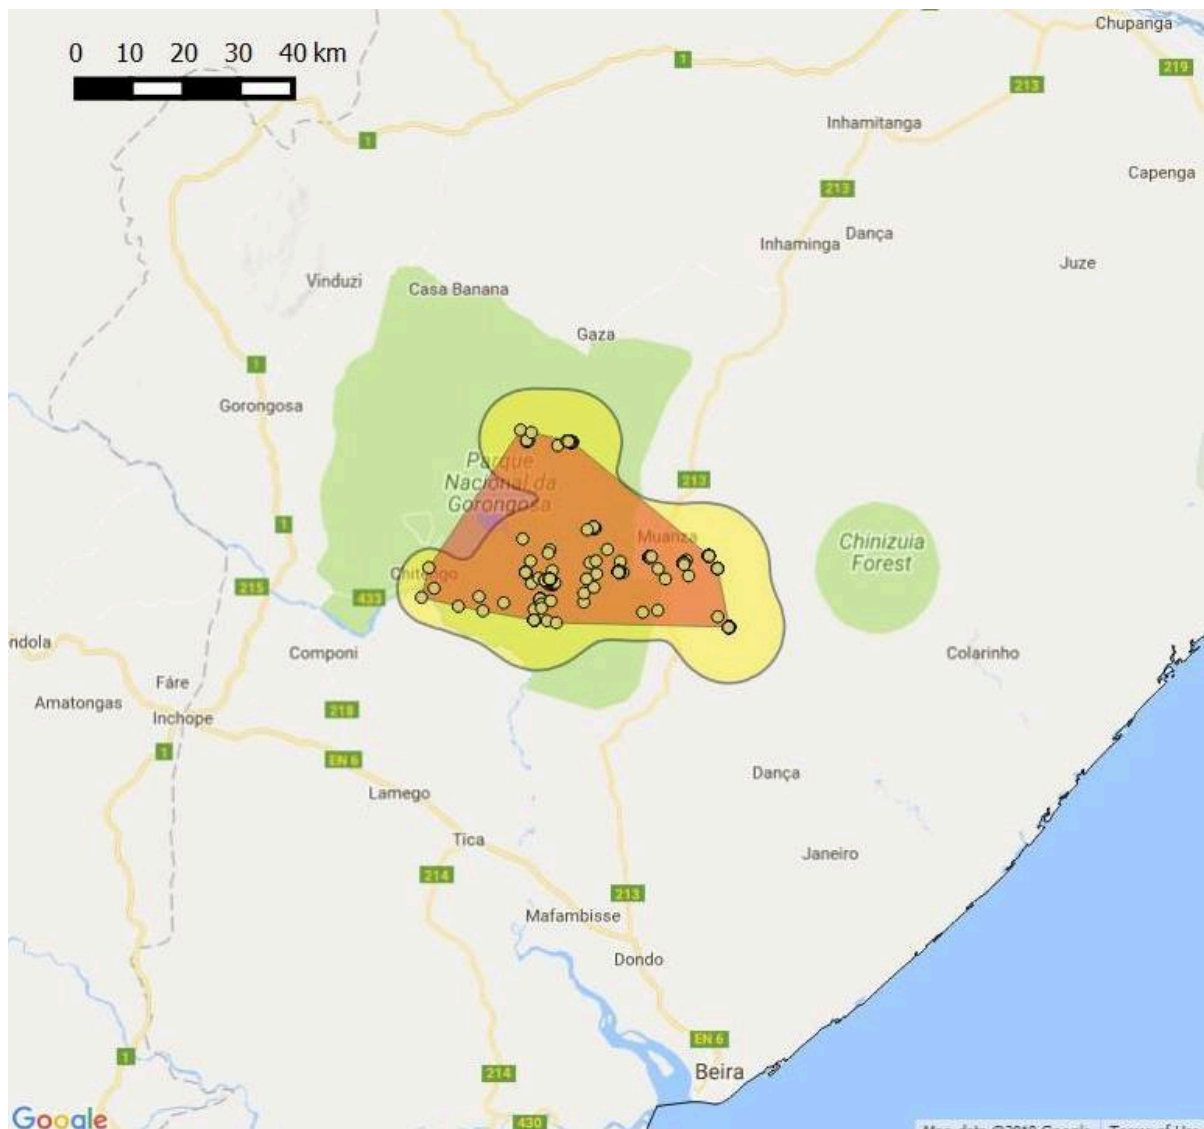 0 10 20 30 40 km
Chupanga
1
219
213
Inhamitanga
1
Capenga
213
Dança
Inhaminga
Juze
Vinduzi
Casa Banana
Gaza
1
Gorongosa
Parque
Nacional da
Gorongosa
213
1
Muanza
Chinizuia
Forest
215
433
ndola
Componi
Colarinho
Fáre
Amatongas
218
Inchope
1
EN 6
Dança
Lamego
Tica
Janeiro
214
213
Mafambisse
Dondo
EN 6
1
Beira
214
Google
430